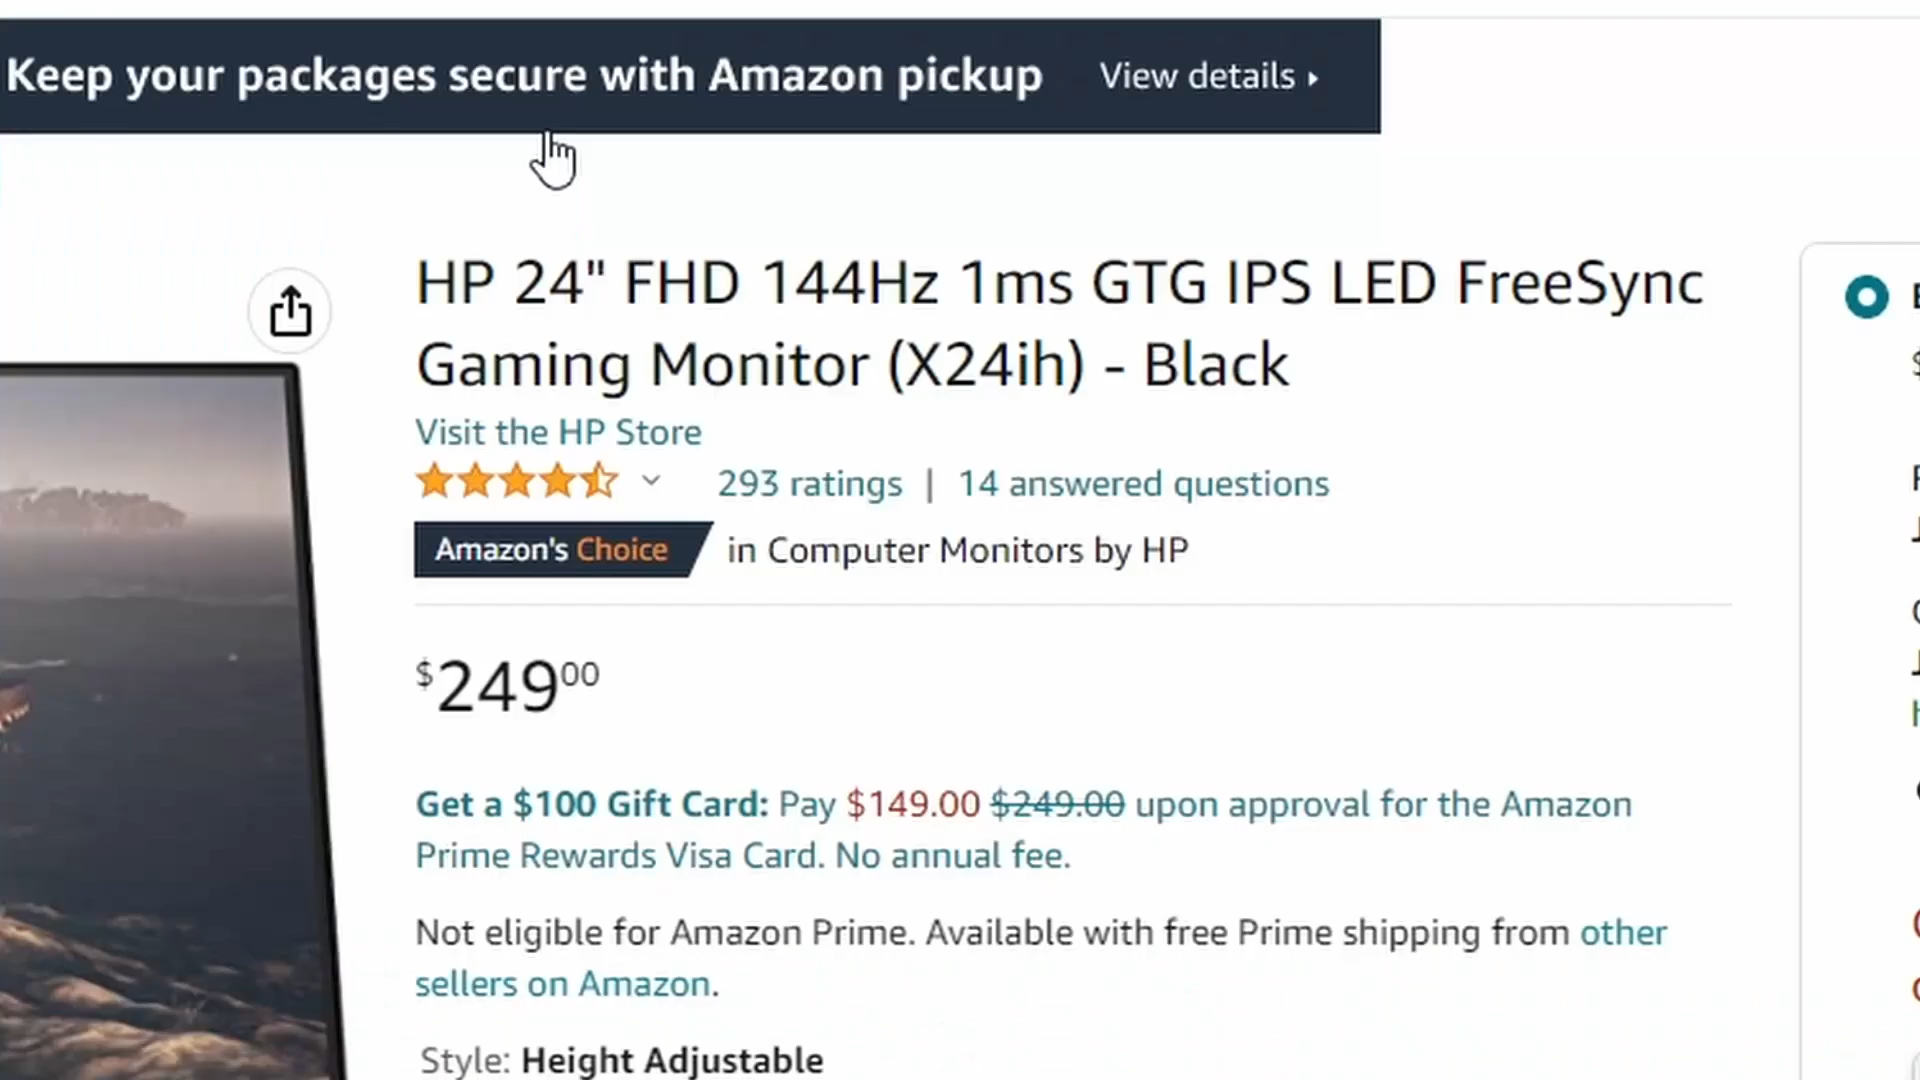 Keep your packages secure with Amazon pickup View details
HP 24" FHD 144Hz 1ms GTG IPS LED FreeSync
Gaming Monitor (X24ih) - Black
Visit the HP Store
293 ratings | 14 answered questions
Amazon's Choice in Computer Monitors by HP
$24900
Get a $100 Gift Card: Pay $149.00 $249.00 upon approval for the Amazon
Prime Rewards Visa Card. No annual fee.
Not eligible for Amazon Prime. Available with free Prime shipping from other
sellers on Amazon.
Style: Height Adjustable